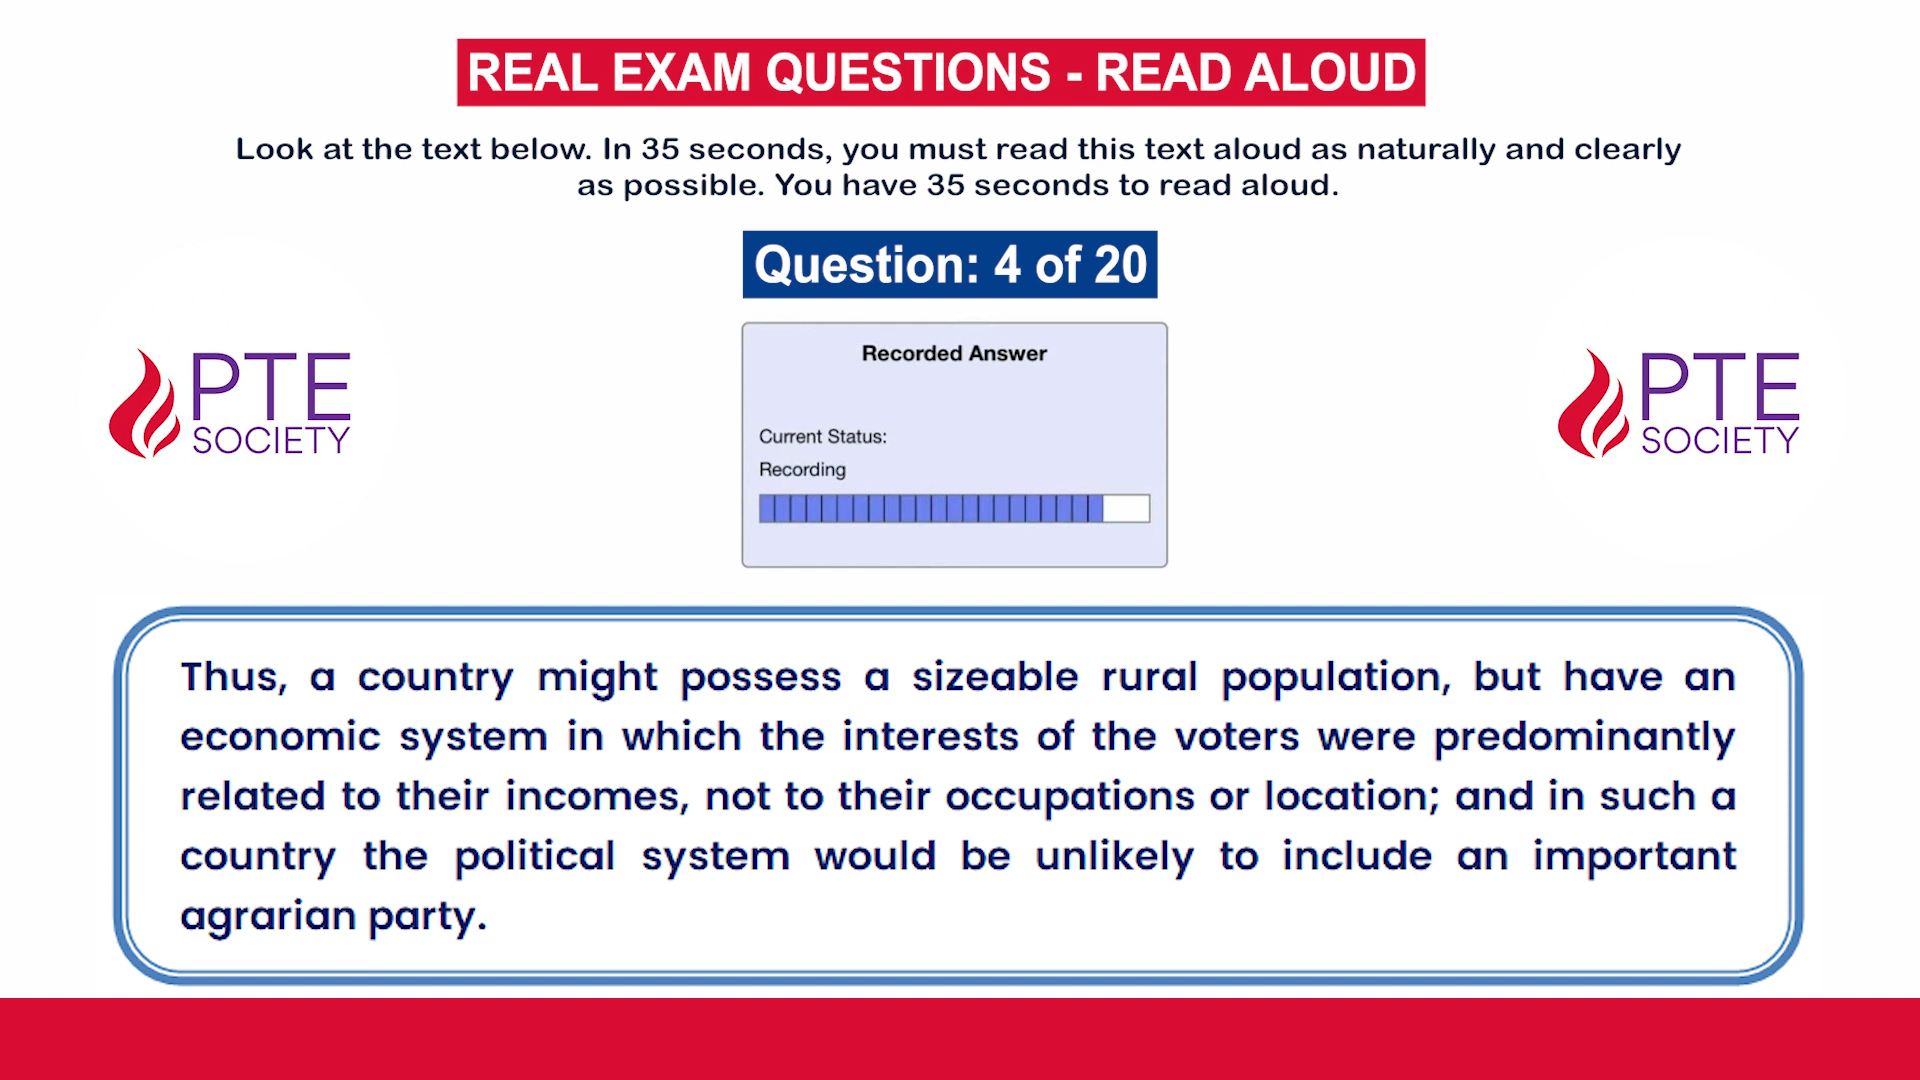 REAL EXAM QUESTIONS - READ ALOUD
Look at the text below. In 35 seconds, you must read this text aloud as naturally and clearly
as possible. You have 35 seconds to read aloud.
Question: 4 of 20
Recorded Answer
PTE
SOCIETY
Current Status:
Recording
PTE
SOCIETY
Thus, a country might possess a sizeable rural population, but have an
economic system in which the interests of the voters were predominantly
related to their incomes, not to their occupations or location; and in such a
country the political system would be unlikely to include an important
agrarian party.